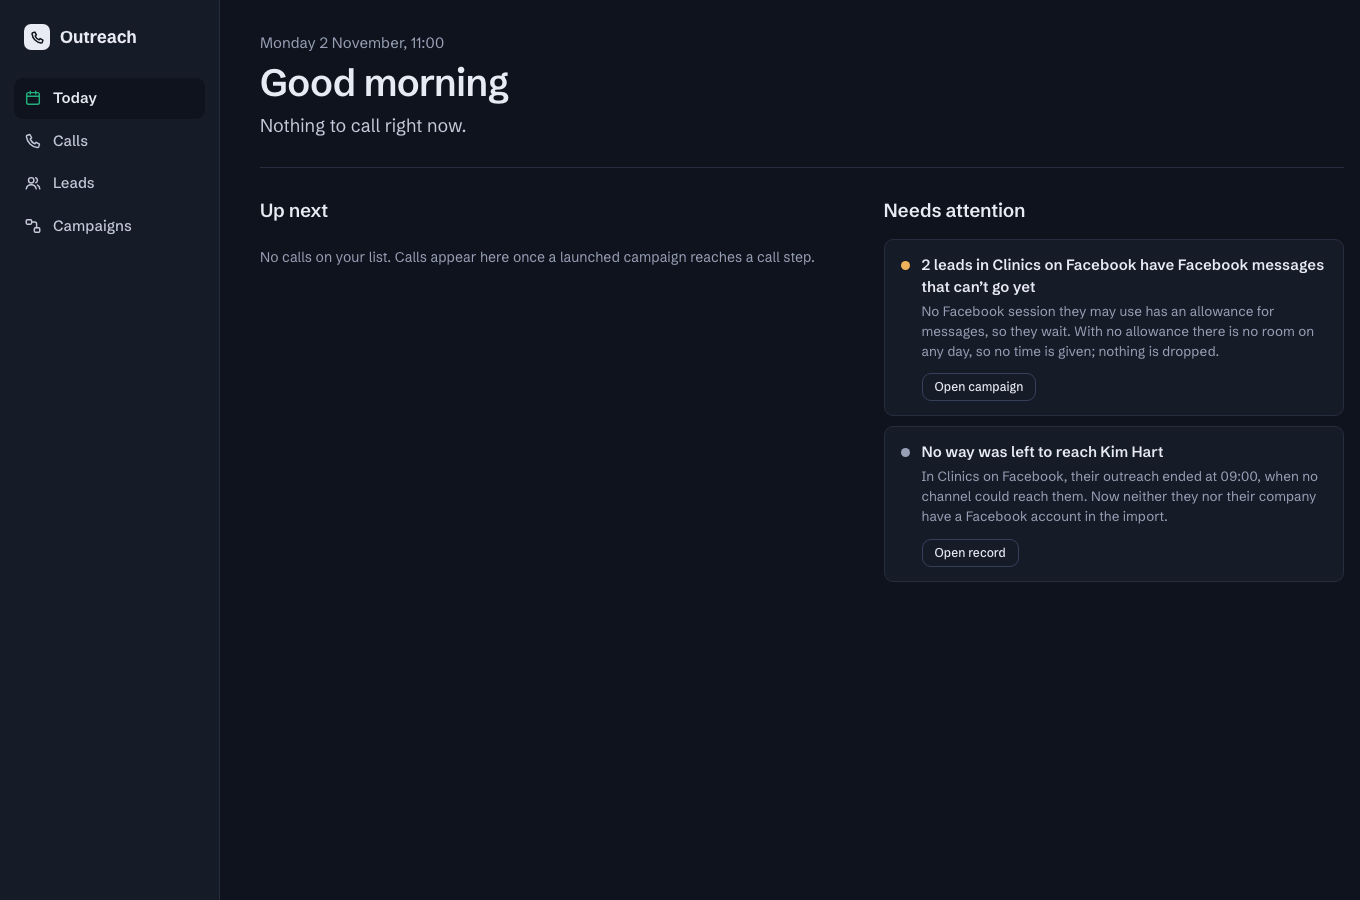 Outreach
Today
Calls
Leads
Campaigns
Monday 2 November, 11:00
Good morning
Nothing to call right now.
Up next
No calls on your list. Calls appear here once a launched campaign reaches a call step.
Needs attention
2 leads in Clinics on Facebook have Facebook messages
that can’t go yet
No Facebook session they may use has an allowance for
messages, so they wait. With no allowance there is no room on
any day, so no time is given; nothing is dropped.
Open campaign
No way was left to reach Kim Hart
In Clinics on Facebook, their outreach ended at 09:00, when no
channel could reach them. Now neither they nor their company
have a Facebook account in the import.
Open record